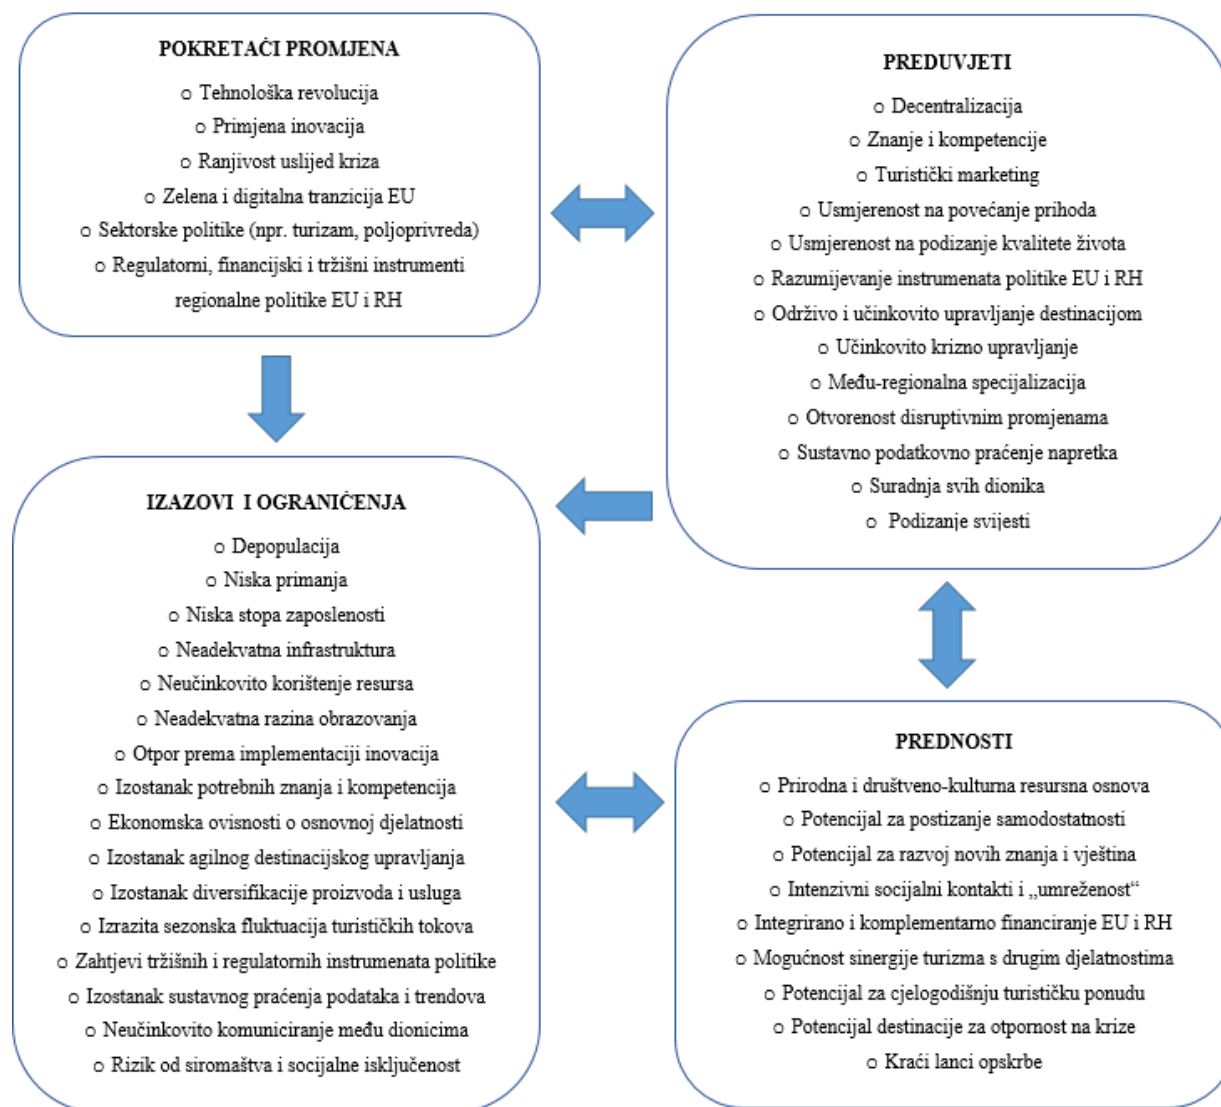 POKRETAČI PROMJENA
o Tehnološka revolucija
o Primjena inovacija
o Ranjivost uslijed kriza
o Zelena i digitalna tranzicija EU
o Sektorske politike (npr. turizam, poljoprivreda)
o Regulatorni, financijski i tržišni instrumenti
regionalne politike EU i RH
PREDUVJETI
o Decentralizacija
o Znanje i kompetencije
o Turistički marketing
o Usmjerenost na povećanje prihoda
o Usmjerenost na podizanje kvalitete života
o Razumijevanje instrumenata politike EU i RH
o Održivo i učinkovito upravljanje destinacijom
o Učinkovito krizno upravljanje
o Među-regionalna specijalizacija
o Otvorenost disruptivnim promjenama
o Sustavno podatkovno praćenje napretka
o Suradnja svih dionika
o Podizanje svijesti
IZAZOVI I OGRANIČENJA
o Depopulacija
o Niska primanja
o Niska stopa zaposlenosti
o Neadekvatna infrastruktura
o Neučinkovito korištenje resursa
o Neadekvatna razina obrazovanja
o Otpor prema implementaciji inovacija
o Izostanak potrebnih znanja i kompetencija
o Ekonomska ovisnosti o osnovnoj djelatnosti
o Izostanak agilnog destinacijskog upravljanja
o Izostanak diversifikacije proizvoda i usluga
o Izrazita sezonska fluktuacija turističkih tokova
o Zahtjevi tržišnih i regulatornih instrumenata politike
o Izostanak sustavnog praćenja podataka i trendova
o Neučinkovito komuniciranje među dionicima
o Rizik od siromaštva i socijalne isključenost
PREDNOSTI
o Prirodna i društveno-kulturna resursna osnova
o Potencijal za postizanje samodostatnosti
o Potencijal za razvoj novih znanja i vještina
o Intenzivni socijalni kontakti i „umreženost“
o Integrirano i komplementarno financiranje EU i RH
o Mogućnost sinergije turizma s drugim djelatnostima
o Potencijal za cjelogodišnju turističku ponudu
o Potencijal destinacije za otpornost na krize
o Kraći lanci opskrbe